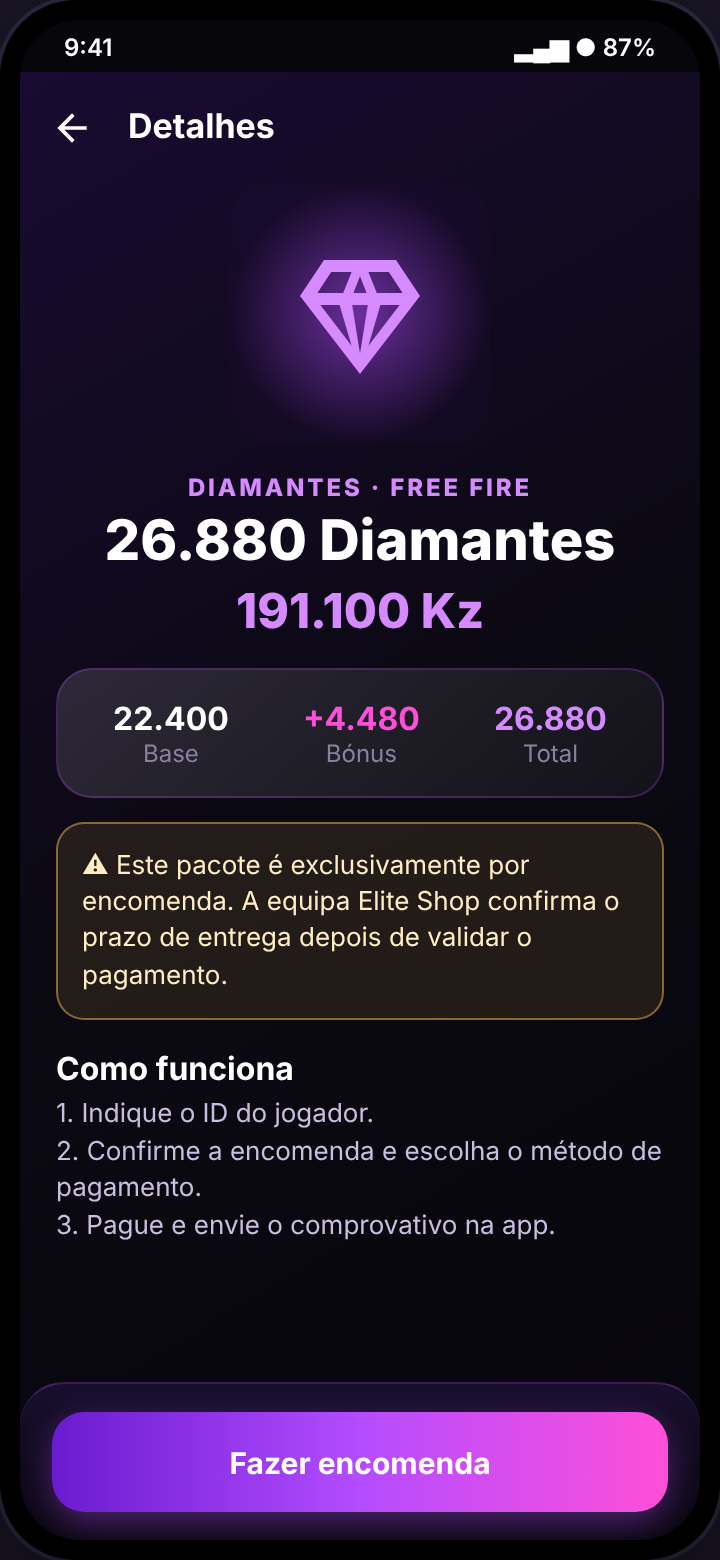 9:41
87%
Detalhes
DIAMANTES · FREE FIRE
26.880 Diamantes
191.100 Kz
22.400 +4.480 26.880
Base Bónus Total
⚠ Este pacote é exclusivamente por
encomenda. A equipa Elite Shop confirma o
prazo de entrega depois de validar o
pagamento.
Como funciona
1. Indique o ID do jogador.
2. Confirme a encomenda e escolha o método de
pagamento.
3. Pague e envie o comprovativo na app.
Fazer encomenda